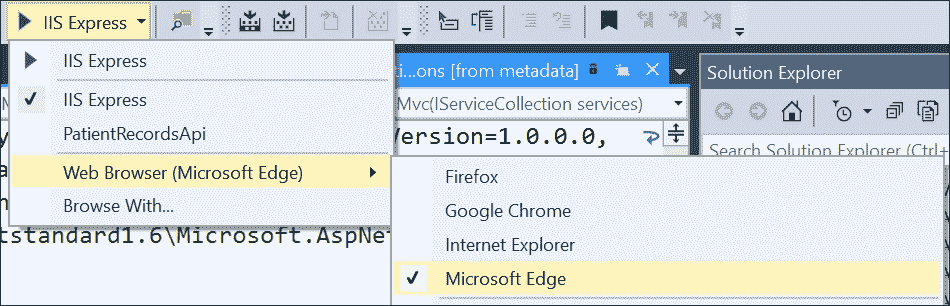 IIS Express
IIS Express
ti...ons [from metadata]
Solution Explorer
IIS Express
Mvc(IServiceCollection services)
PatientRecordsApi
Version=1.0.0.0,
Search Solution Explorer (Ctrl+
Web Browser (Microsoft Edge)
Firefox
Browse With...
Google Chrome
tstandard1.6\Microsoft.AspNet
Internet Explorer
Microsoft Edge